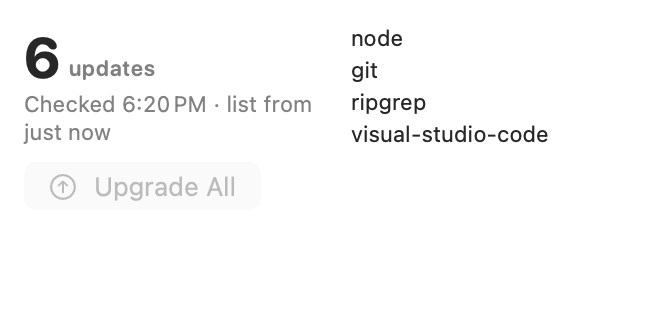 6 updates
Checked 6:20 PM · list from
just now
Upgrade All
node
git
ripgrep
visual-studio-code